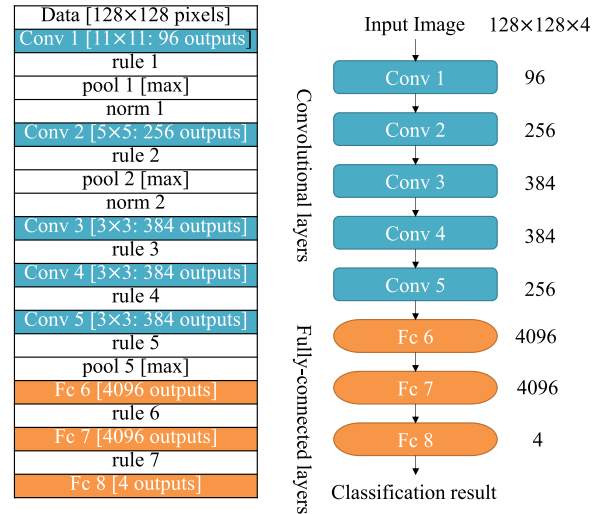 Data [128×128 pixels]
Conv 1 [11×11: 96 outputs]
rule 1
pool 1 [max]
norm 1
Conv 2 [5×5: 256 outputs]
rule 2
pool 2 [max]
norm 2
Conv 3 [3×3: 384 outputs]
rule 3
Conv 4 [3×3: 384 outputs]
rule 4
Conv 5 [3×3: 384 outputs]
rule 5
pool 5 [max]
Fc 6 [4096 outputs]
rule 6
Fc 7 [4096 outputs]
rule 7
Fc 8 [4 outputs]
Convolutional layers
Fully-connected layers
Input Image 128×128×4
Conv 1 96
Conv 2 256
Conv 3 384
Conv 4 384
Conv 5 256
Fc 6 4096
Fc 7 4096
Fc 8 4
Classification result